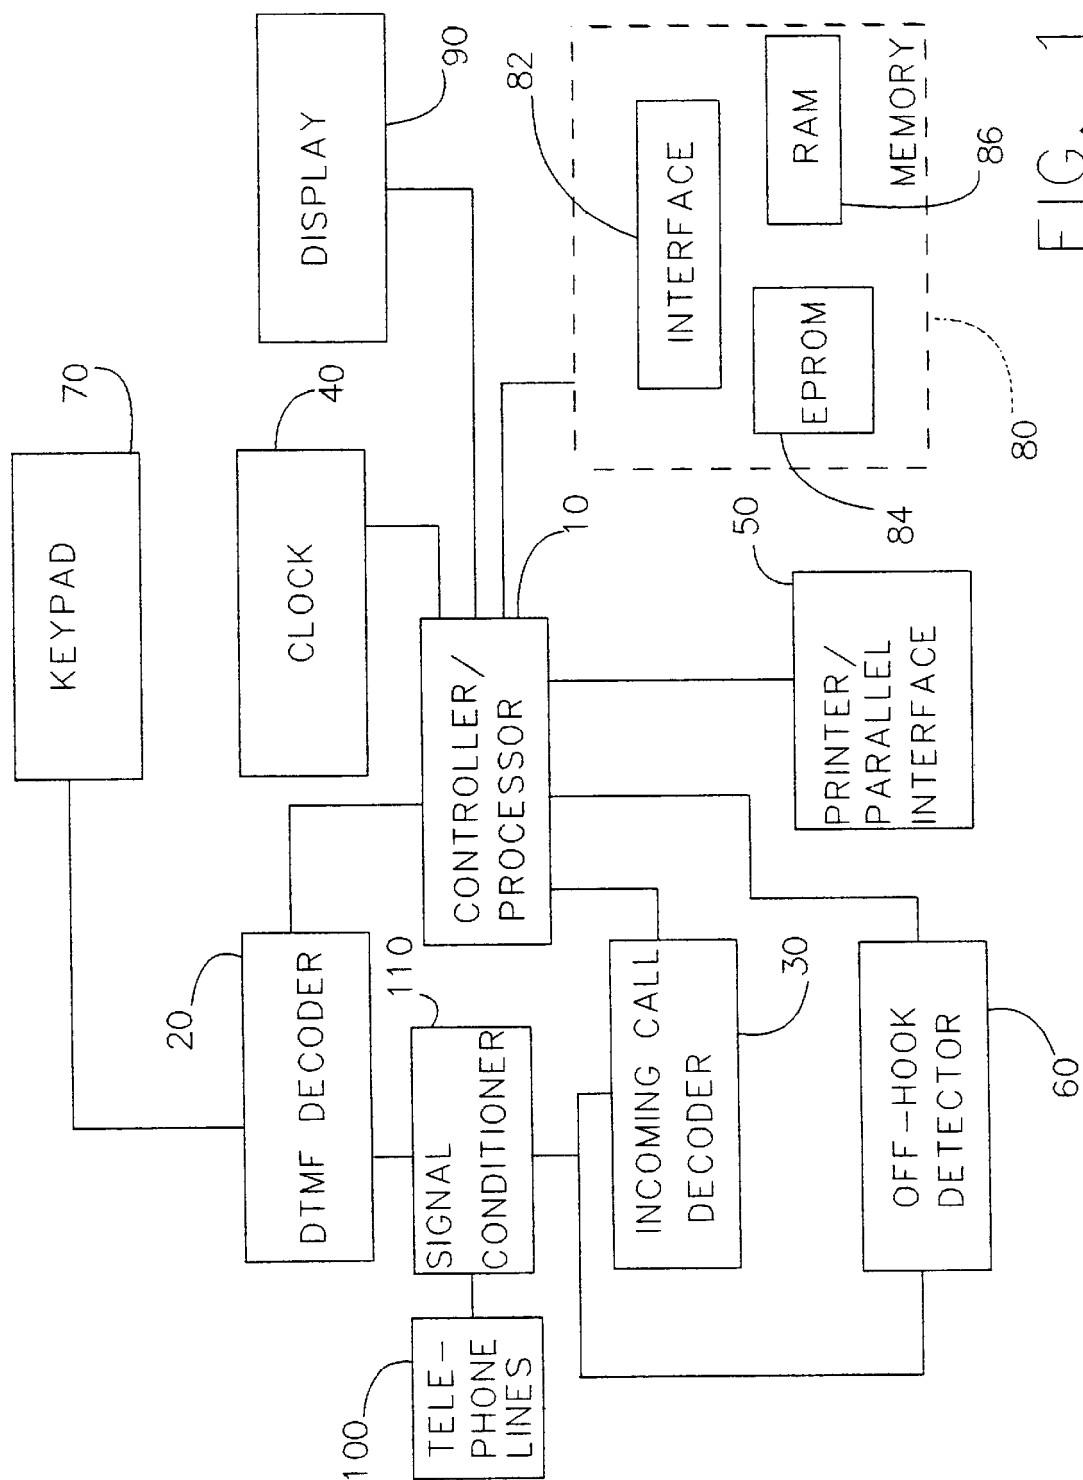 KEYPAD
70
CLOCK
40
DISPLAY
90
20
DTMF DECODER
110
CONTROLLER/
PROCESSOR
10
82
INTERFACE
100
TELE-
PHONE
LINES
SIGNAL
CONDITIONER
INCOMING CALL
DECODER
30
PRINTER/
PARALLEL
INTERFACE
50
EPROM
84
RAM
86
MEMORY
80
OFF-HOOK
DETECTOR
60
FIG. 1